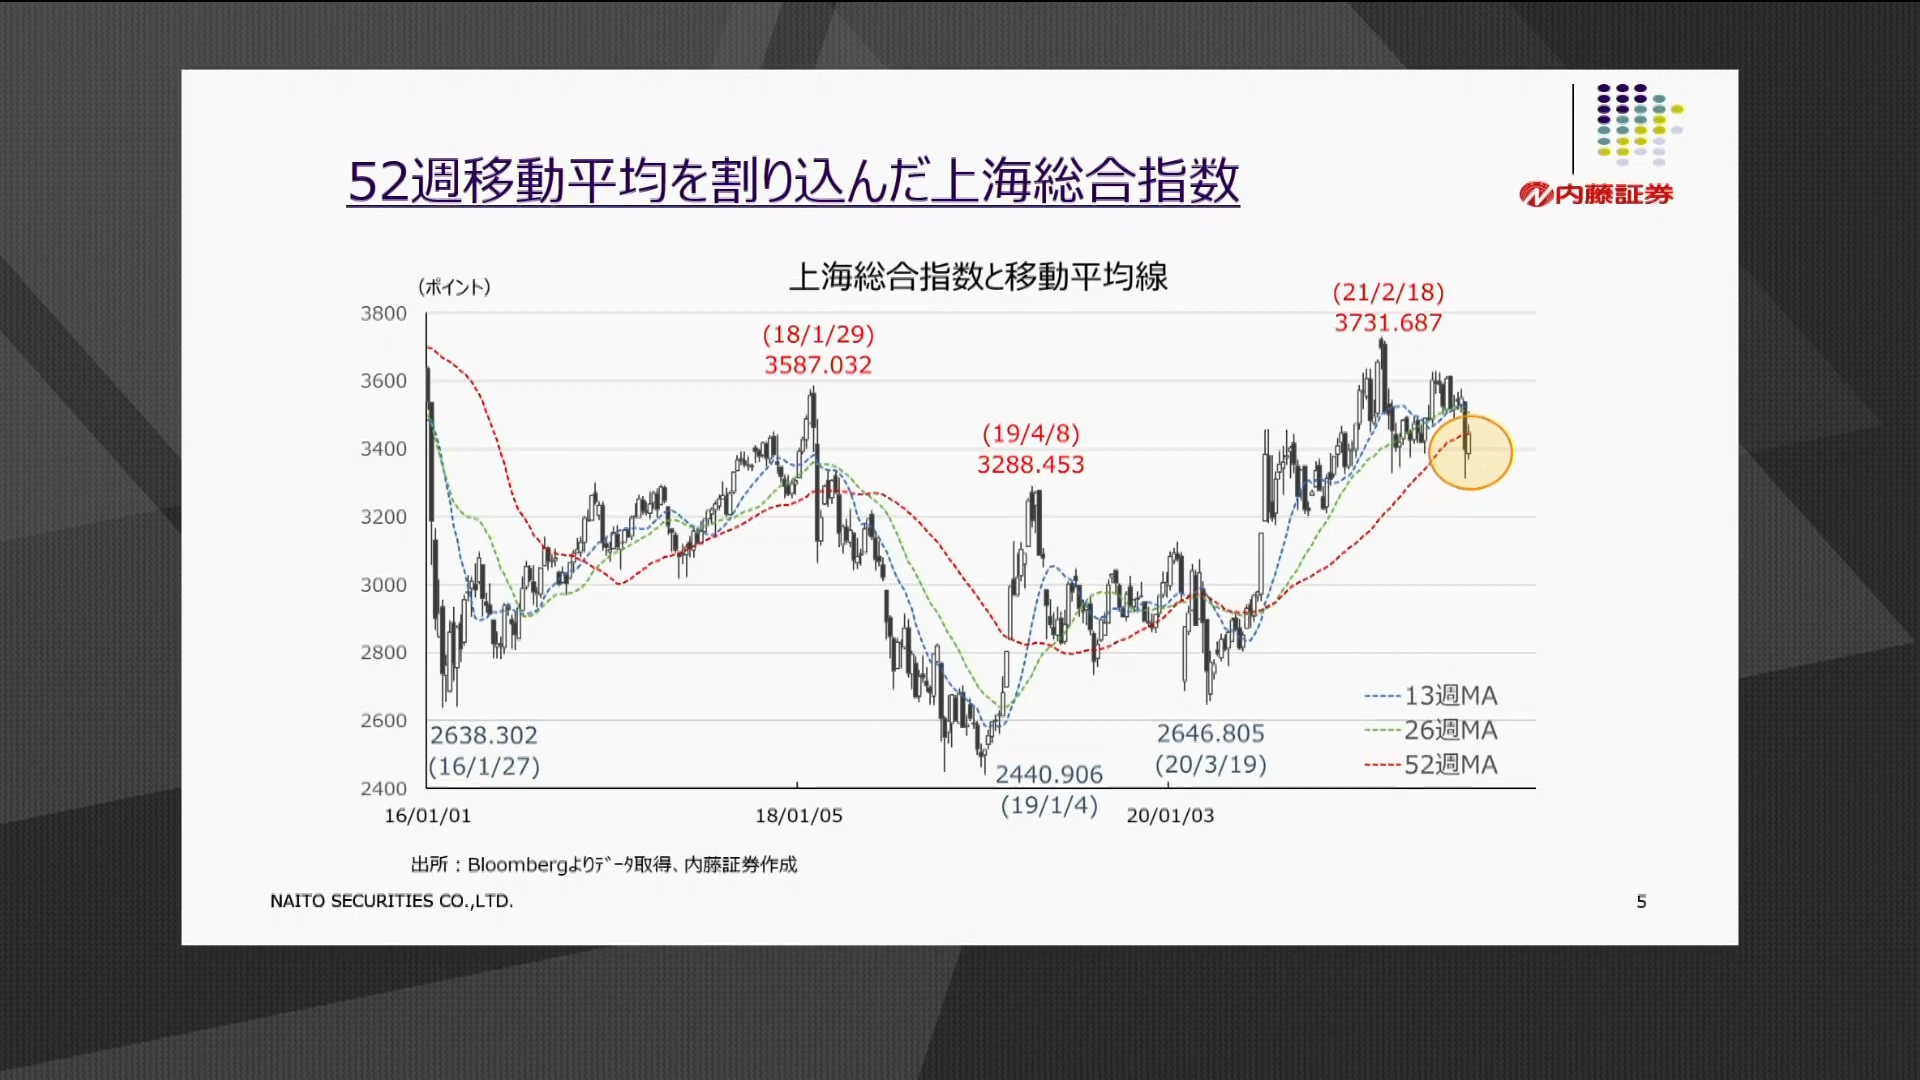 52週移動平均を割り込んだ上海総合指数
内藤証券
上海総合指数と移動平均線
(ポイント)
(21/2/18)
3731.687
(18/1/29)
3587.032
(19/4/8)
3288.453
3800
3600
3400
3200
3000
2800
2600
2400
2638.302
(16/1/27)
2440.906
(19/1/4)
2646.805
(20/3/19)
13週MA
26週MA
52週MA
16/01/01
18/01/05
20/01/03
出所：Bloombergよりﾃﾞｰﾀ取得、内藤証券作成
NAITO SECURITIES CO.,LTD.
5